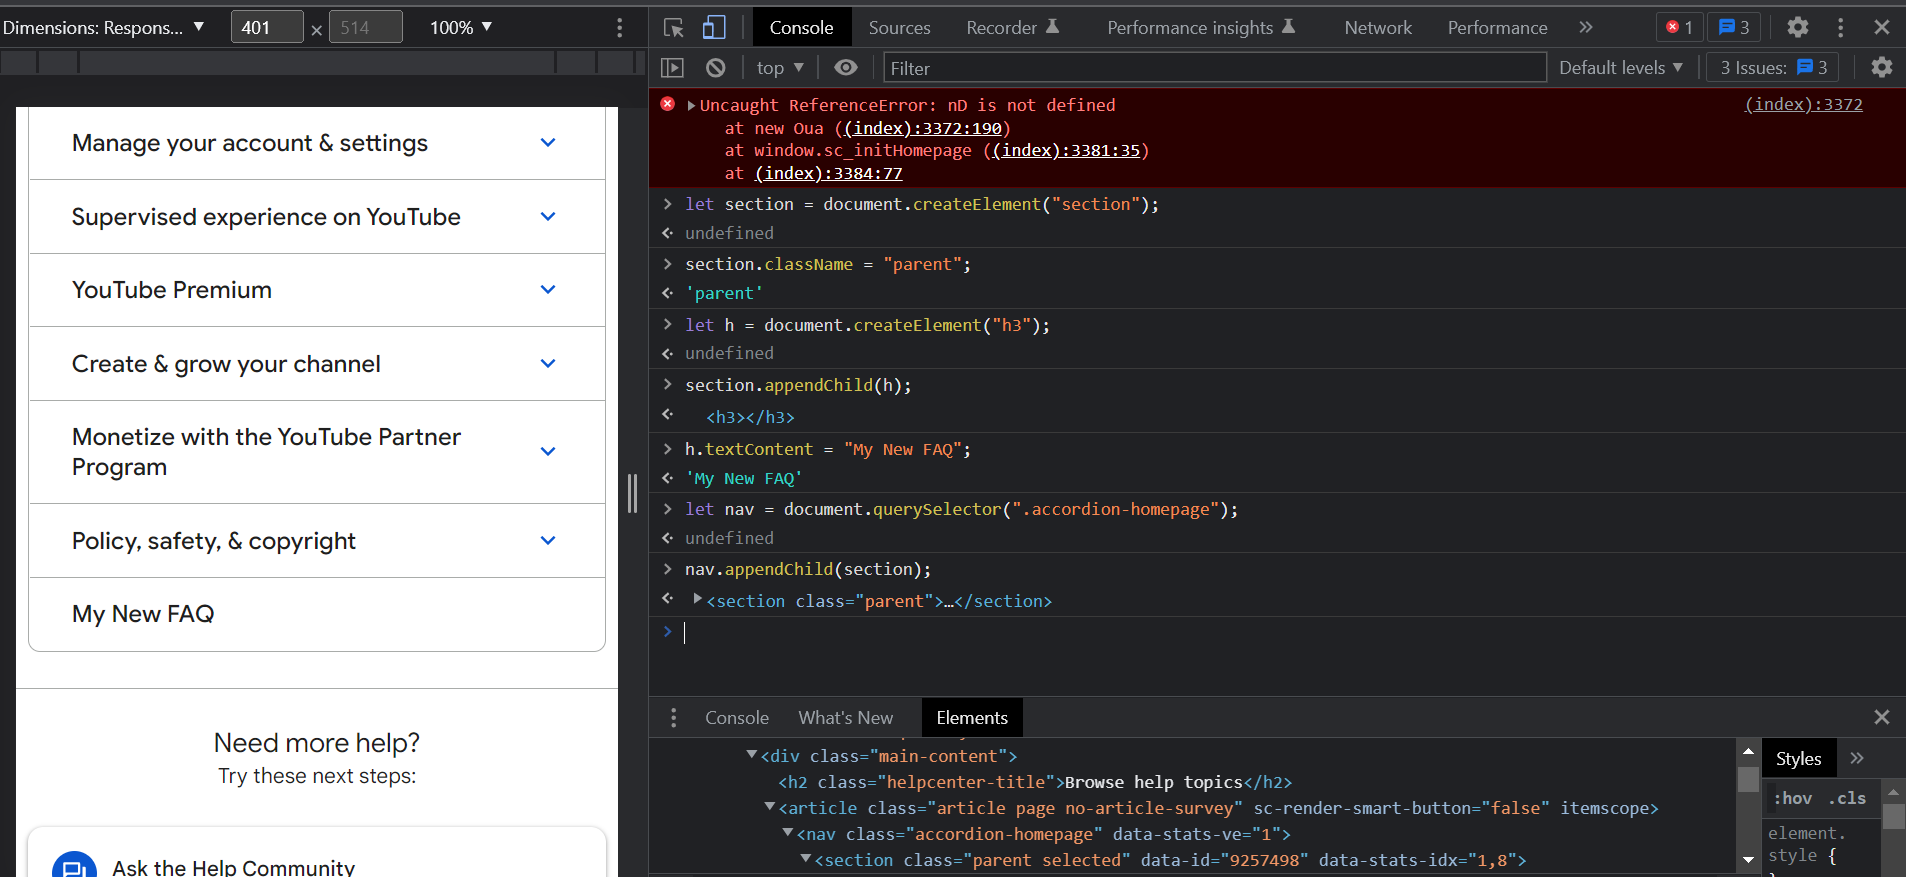 Dimensions: Respons... ▼ 401 × 514 100% ▼
Manage your account & settings
Supervised experience on YouTube
YouTube Premium
Create & grow your channel
Monetize with the YouTube Partner
Program
Policy, safety, & copyright
My New FAQ
Need more help?
Try these next steps:
Ask the Help Community
Console Sources Recorder Performance insights Network Performance » 1 3
top ▼ Filter Default levels ▼ 3 Issues: 3
Uncaught ReferenceError: nD is not defined (index):3372
at new Oua ((index):3372:190)
at window.sc_initHomepage ((index):3381:35)
at (index):3384:77
let section = document.createElement("section");
undefined
section.className = "parent";
'parent'
let h = document.createElement("h3");
undefined
section.appendChild(h);
<h3></h3>
h.textContent = "My New FAQ";
'My New FAQ'
let nav = document.querySelector(".accordion-homepage");
undefined
nav.appendChild(section);
<section class="parent">…</section>
Console What's New Elements
<div class="main-content">
<h2 class="helpcenter-title">Browse help topics</h2>
<article class="article page no-article-survey" sc-render-smart-button="false" itemscope>
<nav class="accordion-homepage" data-stats-ve="1">
<section class="parent selected" data-id="9257498" data-stats-idx="1,8">
Styles »
:hov .cls
element.
style {